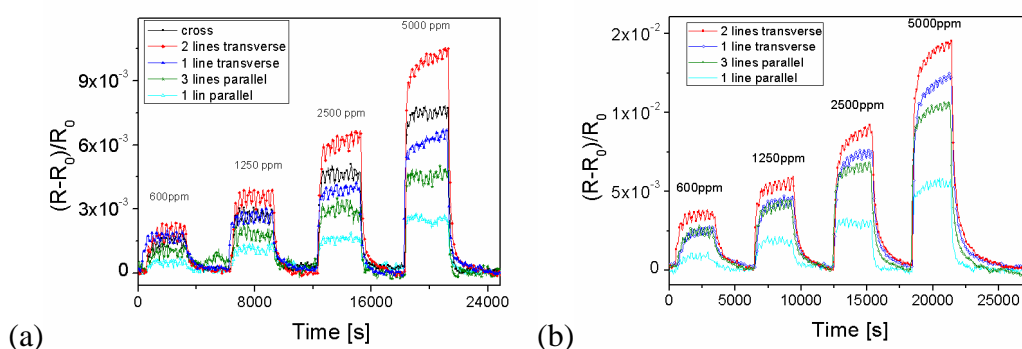 cross
2 lines transverse
1 line transverse
3 lines parallel
1 lin parallel
600ppm
1250 ppm
2500 ppm
5000 ppm
(R-R₀)/R₀
9x10⁻³
6x10⁻³
3x10⁻³
0
0 8000 16000 24000
Time [s]
(a)
2 lines transverse
1 line transverse
3 lines parallel
1 line parallel
600ppm
1250ppm
2500ppm
5000ppm
(R-R₀)/R₀
2x10⁻²
1x10⁻²
5x10⁻³
0
0 5000 10000 15000 20000 25000
Time [s]
(b)